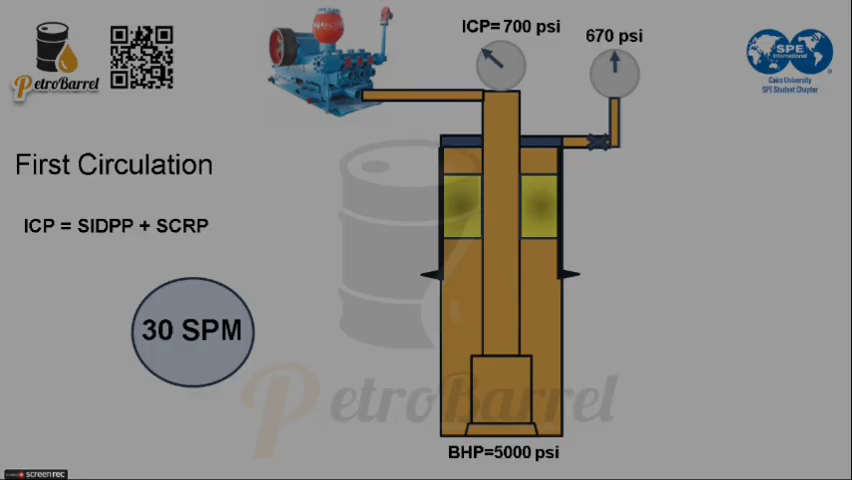 ICP= 700 psi
670 psi
PetroBarrel
SPE
International
Cairo University
SPE Student Chapter
First Circulation
ICP = SIDPP + SCRP
30 SPM
PetroBarrel
BHP=5000 psi
screenrec